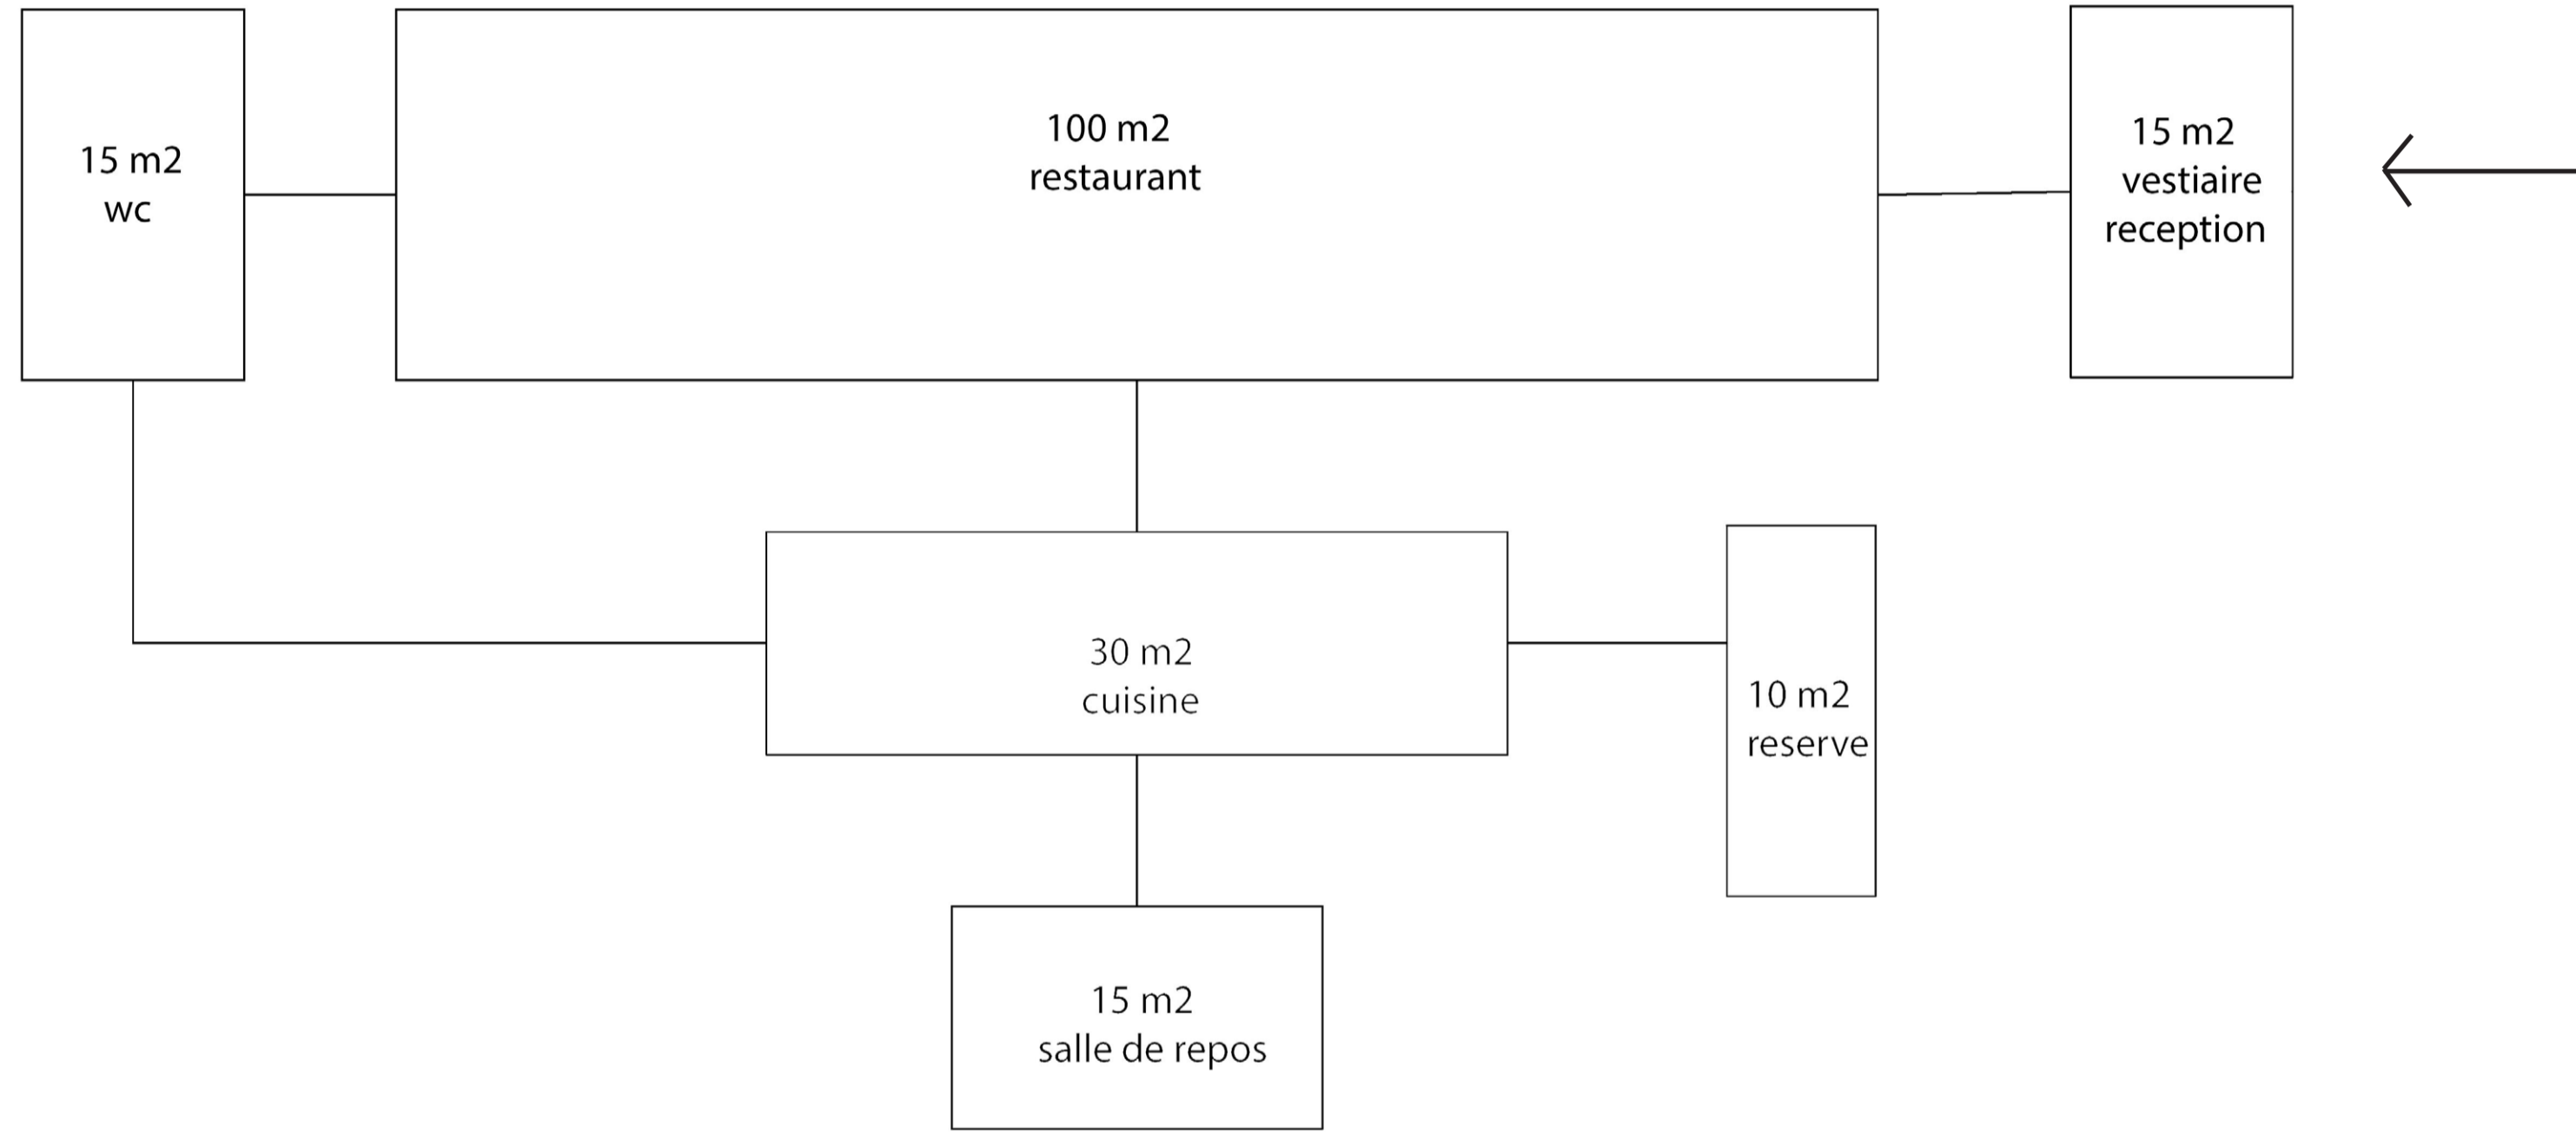 15 m2
wc
100 m2
restaurant
15 m2
vestiaire
reception
30 m2
cuisine
10 m2
reserve
15 m2
salle de repos